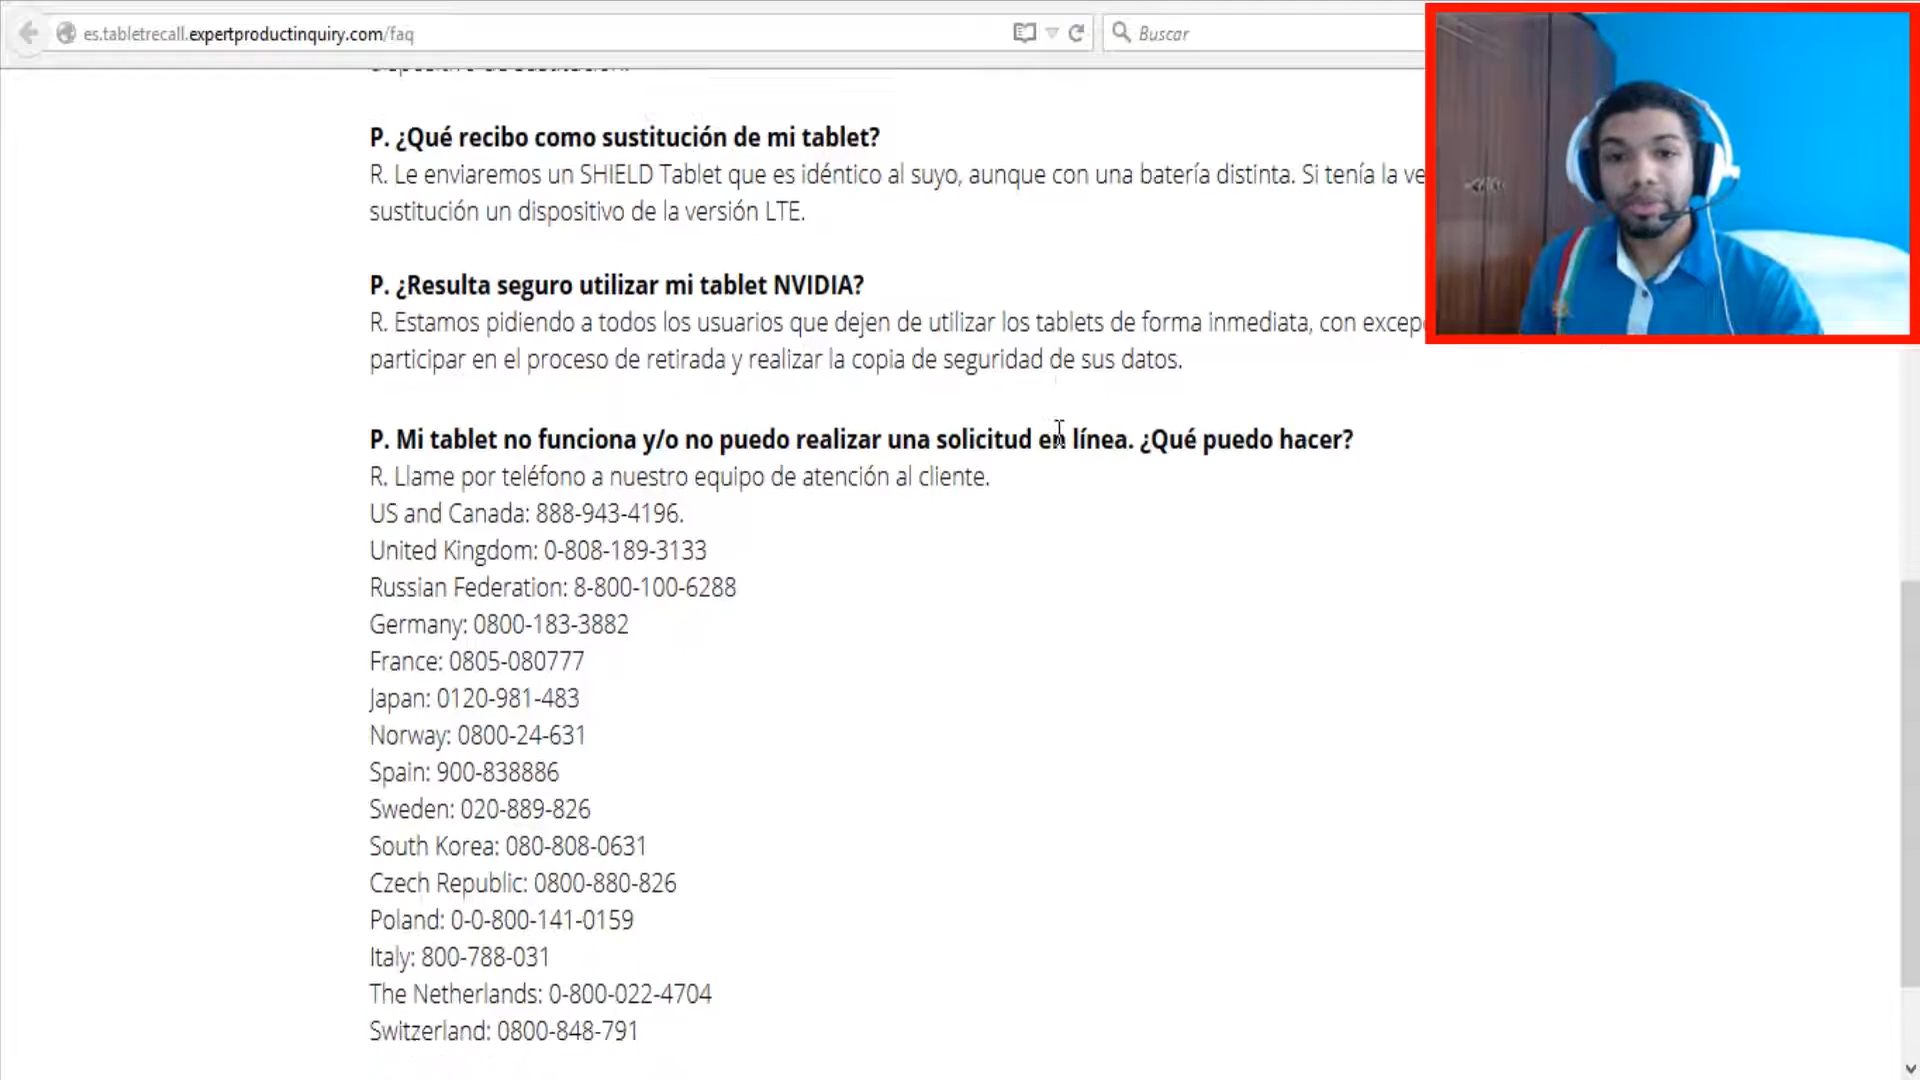 es.tabletrecall.expertproductinquiry.com/faq
Buscar
P. ¿Qué recibo como sustitución de mi tablet?
R. Le enviaremos un SHIELD Tablet que es idéntico al suyo, aunque con una batería distinta. Si tenía la
sustitución un dispositivo de la versión LTE.
P. ¿Resulta seguro utilizar mi tablet NVIDIA?
R. Estamos pidiendo a todos los usuarios que dejen de utilizar los tablets de forma inmediata, con
participar en el proceso de retirada y realizar la copia de seguridad de sus datos.
P. Mi tablet no funciona y/o no puedo realizar una solicitud en línea. ¿Qué puedo hacer?
R. Llame por teléfono a nuestro equipo de atención al cliente.
US and Canada: 888-943-4196.
United Kingdom: 0-808-189-3133
Russian Federation: 8-800-100-6288
Germany: 0800-183-3882
France: 0805-080777
Japan: 0120-981-483
Norway: 0800-24-631
Spain: 900-838886
Sweden: 020-889-826
South Korea: 080-808-0631
Czech Republic: 0800-880-826
Poland: 0-0-800-141-0159
Italy: 800-788-031
The Netherlands: 0-800-022-4704
Switzerland: 0800-848-791